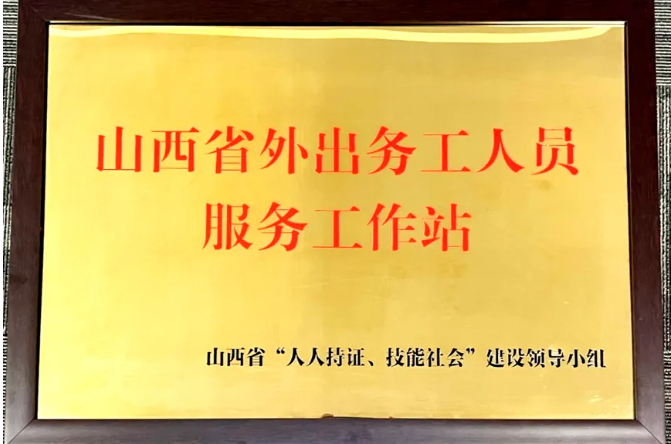 山西省外出务工人员
服务工作站
山西省“人人持证、技能社会”建设领导小组